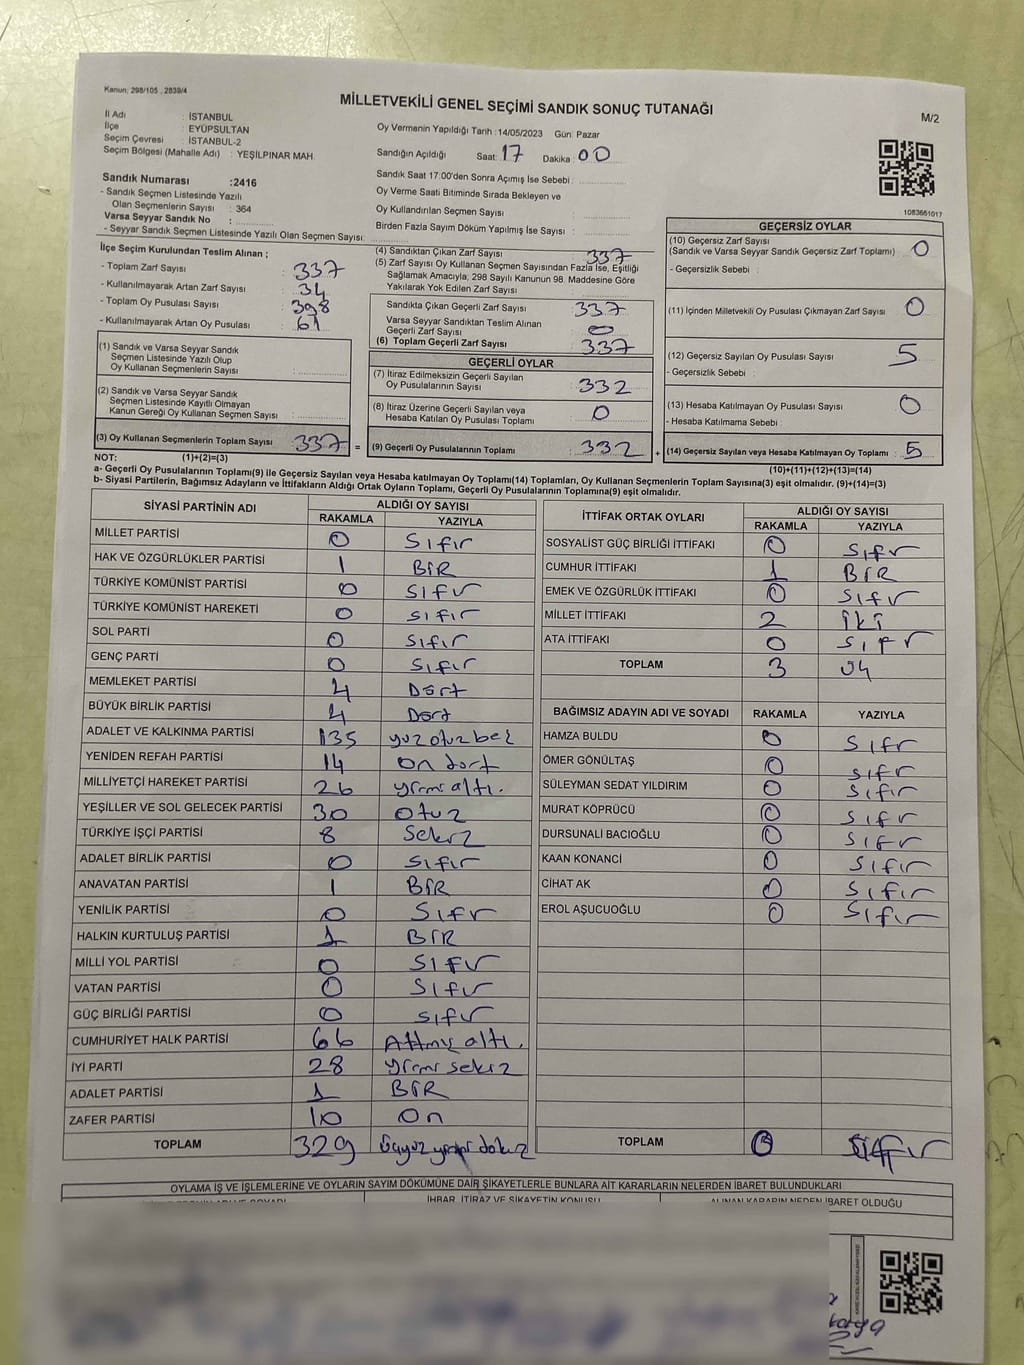 Kanun; 298/105 , 2839/4
MİLLETVEKİLİ GENEL SEÇİMİ SANDIK SONUÇ TUTANAĞI
M/2
İl Adı : İSTANBUL
İlçe : EYÜPSULTAN
Seçim Çevresi : İSTANBUL-2
Seçim Bölgesi (Mahalle Adı) : YEŞİLPINAR MAH.
Oy Vermenin Yapıldığı Tarih :14/05/2023 Gün: Pazar
Sandığın Açıldığı Saat: 17 Dakika : 00
Sandık Saat 17.00'den Sonra Açılmış İse Sebebi :
Oy Verme Saati Bitiminde Sırada Bekleyen ve
Oy Kullandırılan Seçmen Sayısı :
Birden Fazla Sayım Döküm Yapılmış İse Sayısı :
Sandık Numarası :2416
- Sandık Seçmen Listesinde Yazılı
Olan Seçmenlerin Sayısı : 364
Varsa Seyyar Sandık No :
- Seyyar Sandık Seçmen Listesinde Yazılı Olan Seçmen Sayısı:
1083661017
İlçe Seçim Kurulundan Teslim Alınan ;
- Toplam Zarf Sayısı : 337
- Kullanılmayarak Artan Zarf Sayısı : 34
- Toplam Oy Pusulası Sayısı : 398
- Kullanılmayarak Artan Oy Pusulası : 61
(1) Sandık ve Varsa Seyyar Sandık
Seçmen Listesinde Yazılı Olup
Oy Kullanan Seçmenlerin Sayısı :
(2) Sandık ve Varsa Seyyar Sandık
Seçmen Listesinde Kayıtlı Olmayan
Kanun Gereği Oy Kullanan Seçmen Sayısı :
(3) Oy Kullanan Seçmenlerin Toplam Sayısı : 337 =
(4) Sandıktan Çıkan Zarf Sayısı : 337
(5) Zarf Sayısı Oy Kullanan Seçmen Sayısından Fazla İse, Eşitliği
Sağlamak Amacıyla, 298 Sayılı Kanunun 98. Maddesine Göre
Yakılarak Yok Edilen Zarf Sayısı :
Sandıkta Çıkan Geçerli Zarf Sayısı : 337
Varsa Seyyar Sandıktan Teslim Alınan
Geçerli Zarf Sayısı : 0
(6) Toplam Geçerli Zarf Sayısı : 337
GEÇERLİ OYLAR
(7) İtiraz Edilmeksizin Geçerli Sayılan
Oy Pusulalarının Sayısı : 332
(8) İtiraz Üzerine Geçerli Sayılan veya
Hesaba Katılan Oy Pusulası Toplamı : 0
(9) Geçerli Oy Pusulalarının Toplamı : 332 +
GEÇERSİZ OYLAR
(10) Geçersiz Zarf Sayısı
(Sandık ve Varsa Seyyar Sandık Geçersiz Zarf Toplamı) : 0
- Geçersizlik Sebebi :
(11) İçinden Milletvekili Oy Pusulası Çıkmayan Zarf Sayısı : 0
(12) Geçersiz Sayılan Oy Pusulası Sayısı : 5
- Geçersizlik Sebebi :
(13) Hesaba Katılmayan Oy Pusulası Sayısı : 0
- Hesaba Katılmama Sebebi :
(14) Geçersiz Sayılan veya Hesaba Katılmayan Oy Toplamı : 5
NOT: (1)+(2)=(3)
(10)+(11)+(12)+(13)=(14)
a- Geçerli Oy Pusulasının Toplamı(9) ile Geçersiz Sayılan veya Hesaba katılmayan Oy Toplamı(14) Toplamları, Oy Kullanan Seçmenlerin Toplam Sayısına(3) eşit olmalıdır. (9)+(14)=(3)
b- Siyasi Partilerin, Bağımsız Adayların ve İttifakların Aldığı Ortak Oyların Toplamı, Geçerli Oy Pusulalarının Toplamına(9) eşit olmalıdır.
SİYASİ PARTİNİN ADI ALDIĞI OY SAYISI
RAKAMLA YAZIYLA
MİLLET PARTİSİ 0 Sıfır
HAK VE ÖZGÜRLÜKLER PARTİSİ 1 BİR
TÜRKİYE KOMÜNİST PARTİSİ 0 Sıfır
TÜRKİYE KOMÜNİST HAREKETİ 0 Sıfır
SOL PARTİ 0 Sıfır
GENÇ PARTİ 0 Sıfır
MEMLEKET PARTİSİ 4 Dört
BÜYÜK BİRLİK PARTİSİ 4 Dört
ADALET VE KALKINMA PARTİSİ 135 yüzotuzbeş
YENİDEN REFAH PARTİSİ 14 On dört
MİLLİYETÇİ HAREKET PARTİSİ 26 yirmi altı.
YEŞİLLER VE SOL GELECEK PARTİSİ 30 Otuz
TÜRKİYE İŞÇİ PARTİSİ 8 Sekiz
ADALET BİRLİK PARTİSİ 0 Sıfır
ANAVATAN PARTİSİ 1 BİR
YENİLİK PARTİSİ 0 Sıfır
HALKIN KURTULUŞ PARTİSİ 1 BİR
MİLLİ YOL PARTİSİ 0 Sıfır
VATAN PARTİSİ 0 Sıfır
GÜÇ BİRLİĞİ PARTİSİ 0 Sıfır
CUMHURİYET HALK PARTİSİ 66 Altmış altı.
İYİ PARTİ 28 yirmi sekiz
ADALET PARTİSİ 1 BİR
ZAFER PARTİSİ 10 On
TOPLAM 329 Üçyüz yirmi dokuz
İTTİFAK ORTAK OYLARI ALDIĞI OY SAYISI
RAKAMLA YAZIYLA
SOSYALİST GÜÇ BİRLİĞİ İTTİFAKI 0 Sıfır
CUMHUR İTTİFAKI 1 BİR
EMEK VE ÖZGÜRLÜK İTTİFAKI 0 Sıfır
MİLLET İTTİFAKI 2 İki
ATA İTTİFAKI 0 Sıfır
TOPLAM 3 Üç
BAĞIMSIZ ADAYIN ADI VE SOYADI RAKAMLA YAZIYLA
HAMZA BULDU 0 Sıfır
ÖMER GÖNÜLTAŞ 0 Sıfır
SÜLEYMAN SEDAT YILDIRIM 0 Sıfır
MURAT KÖPRÜCÜ 0 Sıfır
DURSUNALİ BACIOĞLU 0 Sıfır
KAAN KONANCİ 0 Sıfır
CİHAT AK 0 Sıfır
EROL AŞUCUOĞLU 0 Sıfır
TOPLAM 0 Sıfır
OYLAMA İŞ VE İŞLEMLERİNE VE OYLARIN SAYIM DÖKÜMÜNE DAİR ŞİKAYETLERLE BUNLARA AİT KARARLARIN NELERDEN İBARET BULUNDUKLARI
İHBAR, İTİRAZ VE ŞİKAYETİN KONUSU ALINAN KARARIN NEDEN İBARET OLDUĞU